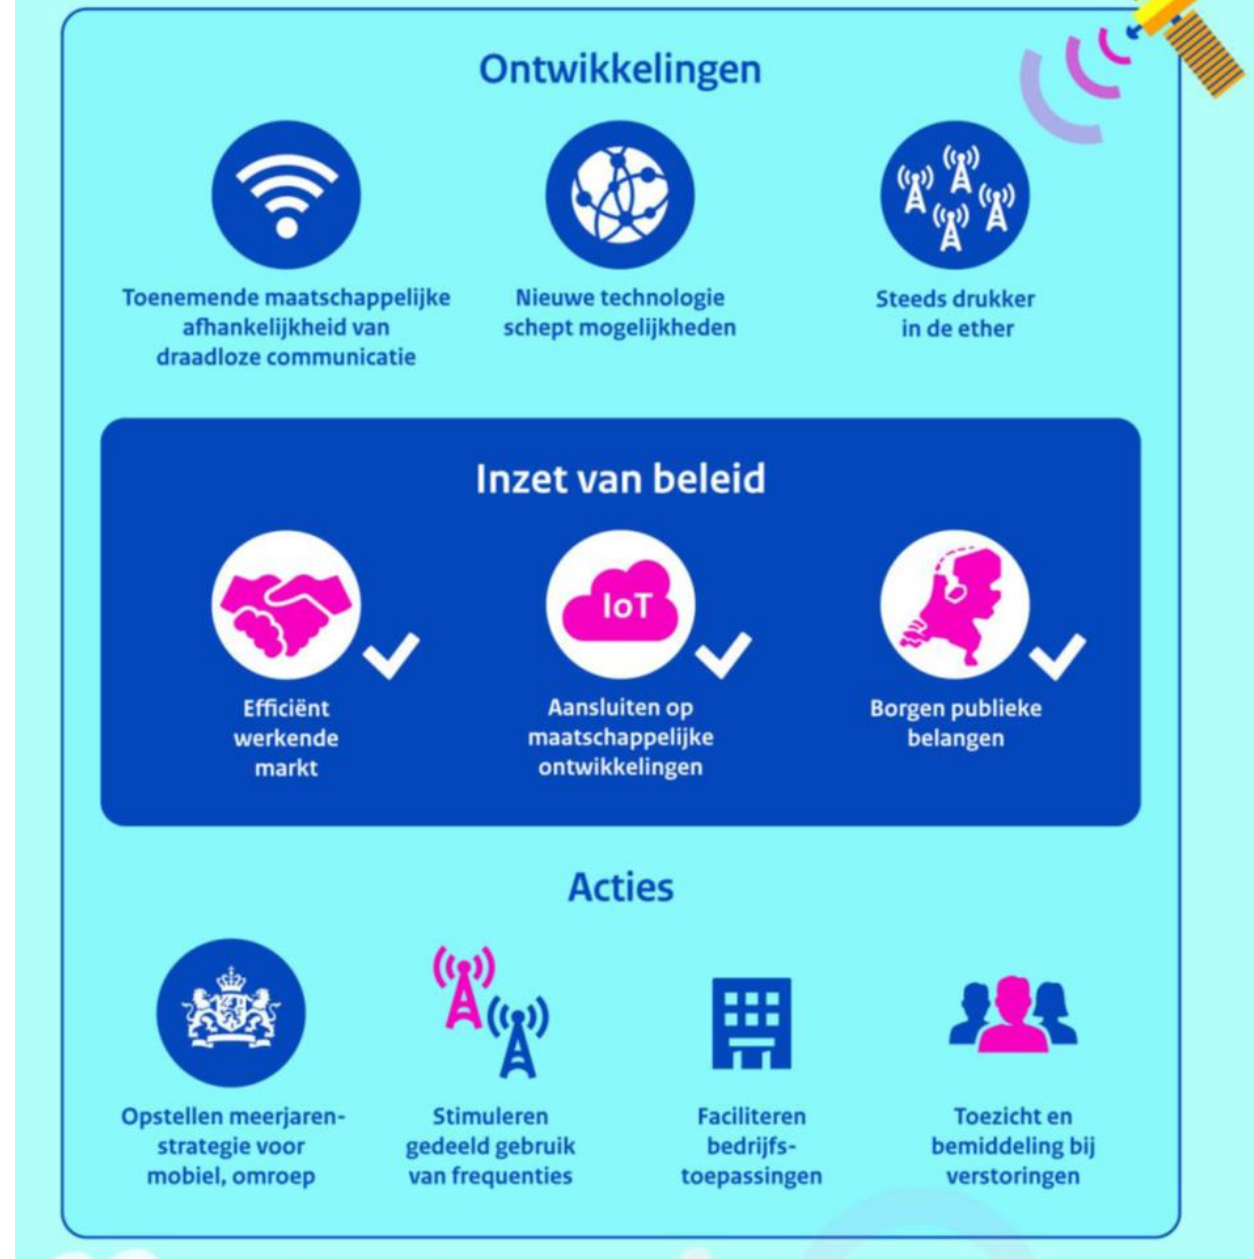 Ontwikkelingen
Toenemende maatschappelijke
afhankelijkheid van
draadloze communicatie
Nieuwe technologie
schept mogelijkheden
Steeds drukker
in de ether
Inzet van beleid
IoT
Efficiënt
werkende
markt
Aansluiten op
maatschappelijke
ontwikkelingen
Borgen publieke
belangen
Acties
Opstellen meerjaren-
strategie voor
mobiel, omroep
Stimuleren
gedeeld gebruik
van frequenties
Faciliteren
bedrijfs-
toepassingen
Toezicht en
bemiddeling bij
verstoringen